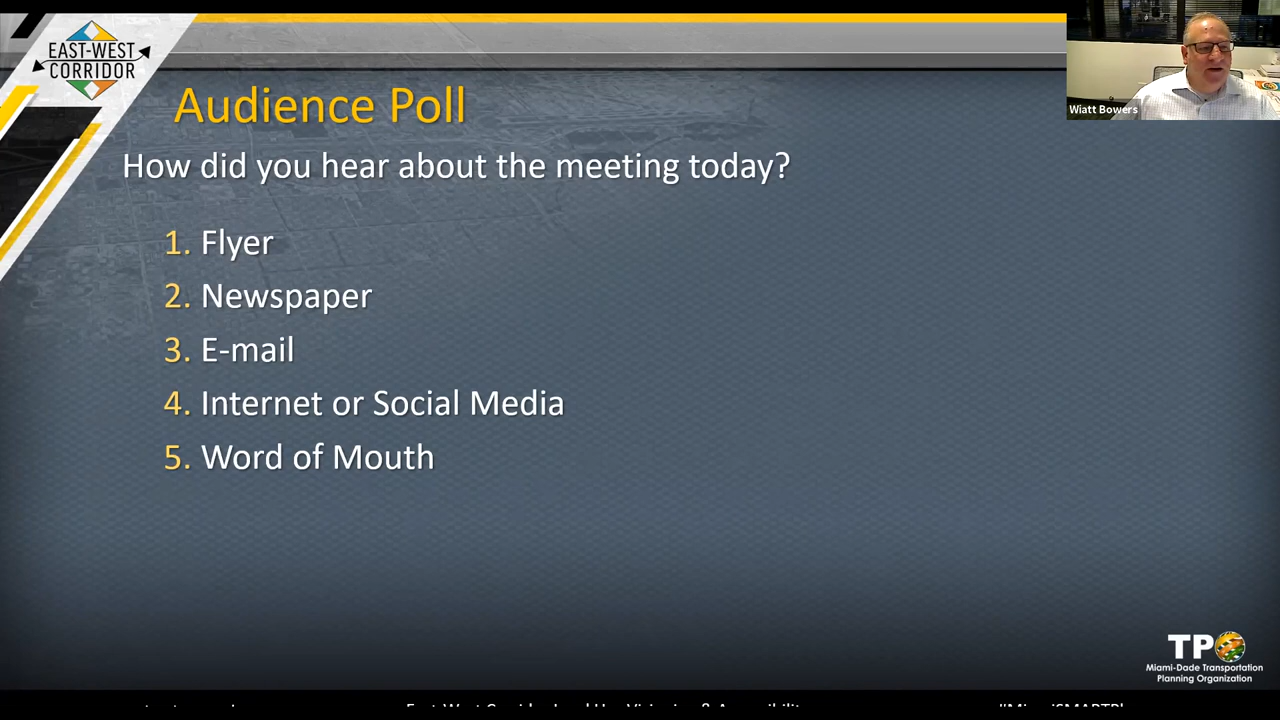 EAST-WEST
CORRIDOR
Audience Poll
Wiatt Bowers
How did you hear about the meeting today?
1. Flyer
2. Newspaper
3. E-mail
4. Internet or Social Media
5. Word of Mouth
TPO
Miami-Dade Transportation
Planning Organization